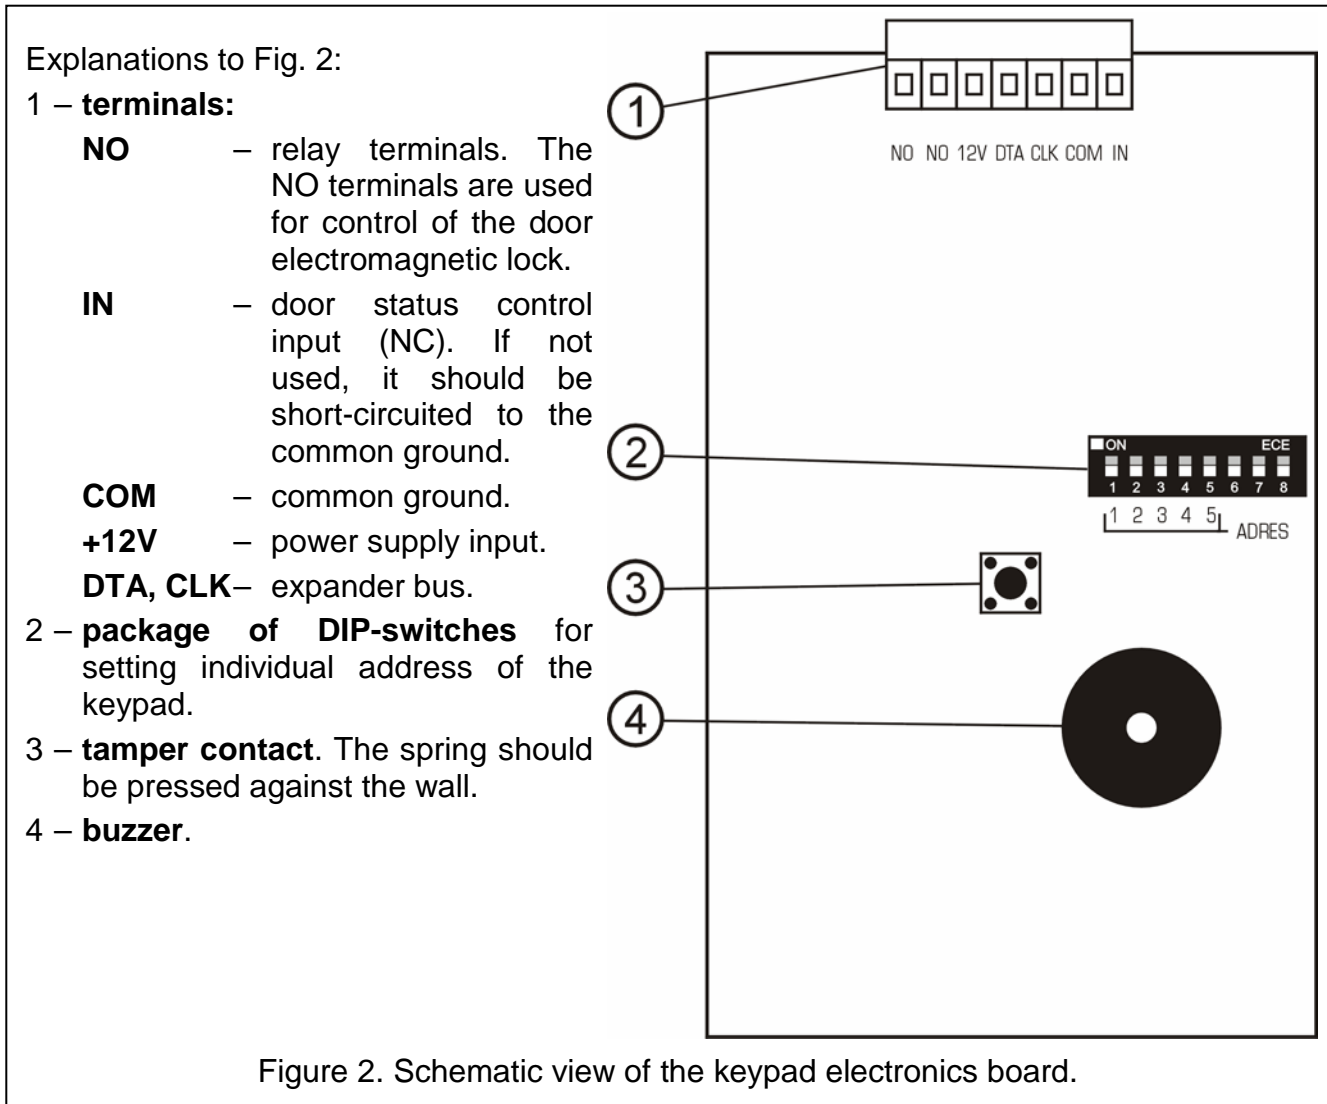 Explanations to Fig. 2:
1 – terminals:
NO – relay terminals. The
NO terminals are used
for control of the door
electromagnetic lock.
IN – door status control
input (NC). If not
used, it should be
short-circuited to the
common ground.
COM – common ground.
+12V – power supply input.
DTA, CLK– expander bus.
2 – package of DIP-switches for
setting individual address of the
keypad.
3 – tamper contact. The spring should
be pressed against the wall.
4 – buzzer.
1
NO NO 12V DTA CLK COM IN
2
ON ECE
1 2 3 4 5 6 7 8
1 2 3 4 5 ADRES
3
4
Figure 2. Schematic view of the keypad electronics board.